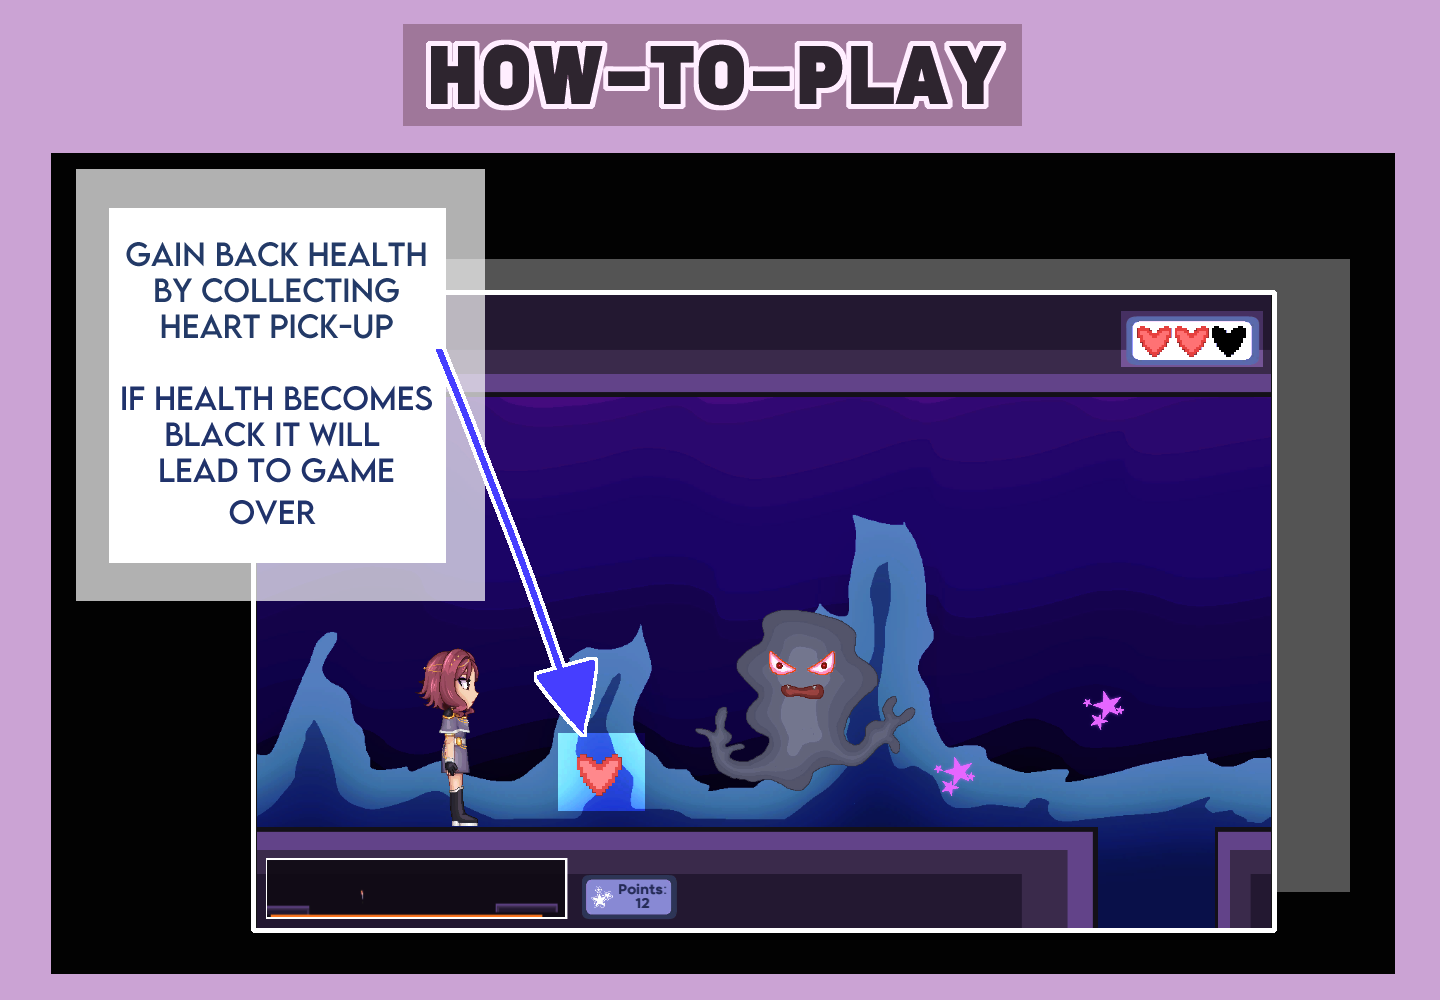 HOW-TO-PLAY
GAIN BACK HEALTH
BY COLLECTING
HEART PICK-UP
IF HEALTH BECOMES
BLACK IT WILL
LEAD TO GAME
OVER
Points:
12